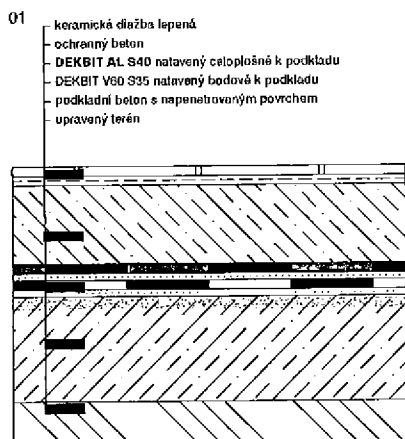 01
keramická dlažba lepená
ochranný beton
DEKBIT AL S40 natavený celoplošně k podkladu
DEKBIT V60 S35 natavený bodově k podkladu
podkladní beton s napenetrovaným povrchem
upravený terén